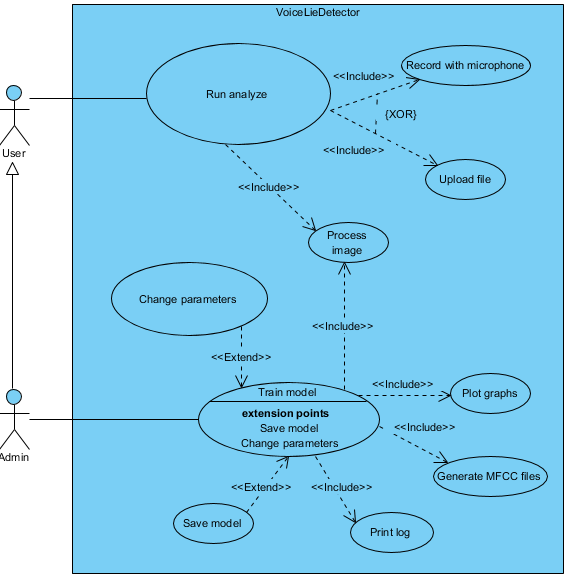 VoiceLieDetector
Run analyze
<<Include>>
Record with microphone
{XOR}
<<Include>>
Upload file
User
<<Include>>
Process
image
Change parameters
<<Include>>
<<Extend>>
Train model
extension points
Save model
Change parameters
<<Include>>
Plot graphs
<<Include>>
Generate MFCC files
Admin
<<Extend>>
<<Include>>
Save model
Print log